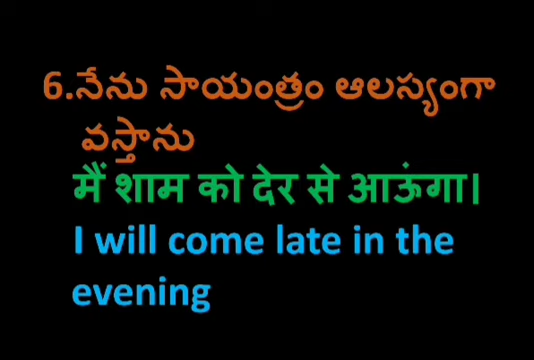 6.నేను సాయంత్రం ఆలస్యంగా
వస్తాను
मैं शाम को देर से आऊंगा।
I will come late in the
evening